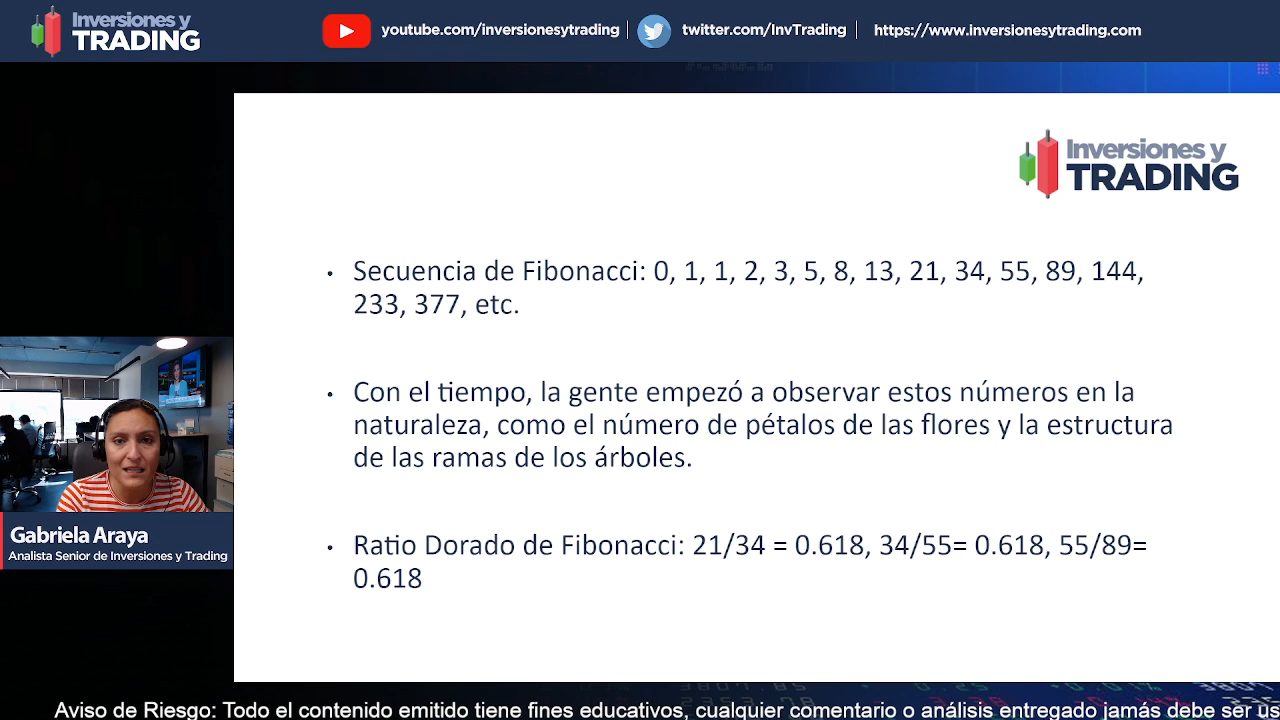 Inversiones y
TRADING
youtube.com/inversionesytrading
twitter.com/InvTrading
https://www.inversionesytrading.com
Inversiones y
TRADING
• Secuencia de Fibonacci: 0, 1, 1, 2, 3, 5, 8, 13, 21, 34, 55, 89, 144,
233, 377, etc.
• Con el tiempo, la gente empezó a observar estos números en la
naturaleza, como el número de pétalos de las flores y la estructura
de las ramas de los árboles.
• Ratio Dorado de Fibonacci: 21/34 = 0.618, 34/55= 0.618, 55/89=
0.618
Gabriela Araya
Analista Senior de Inversiones y Trading
Aviso de Riesgo: Todo el contenido emitido tiene fines educativos, cualquier comentario o análisis entregado jamás debe ser us